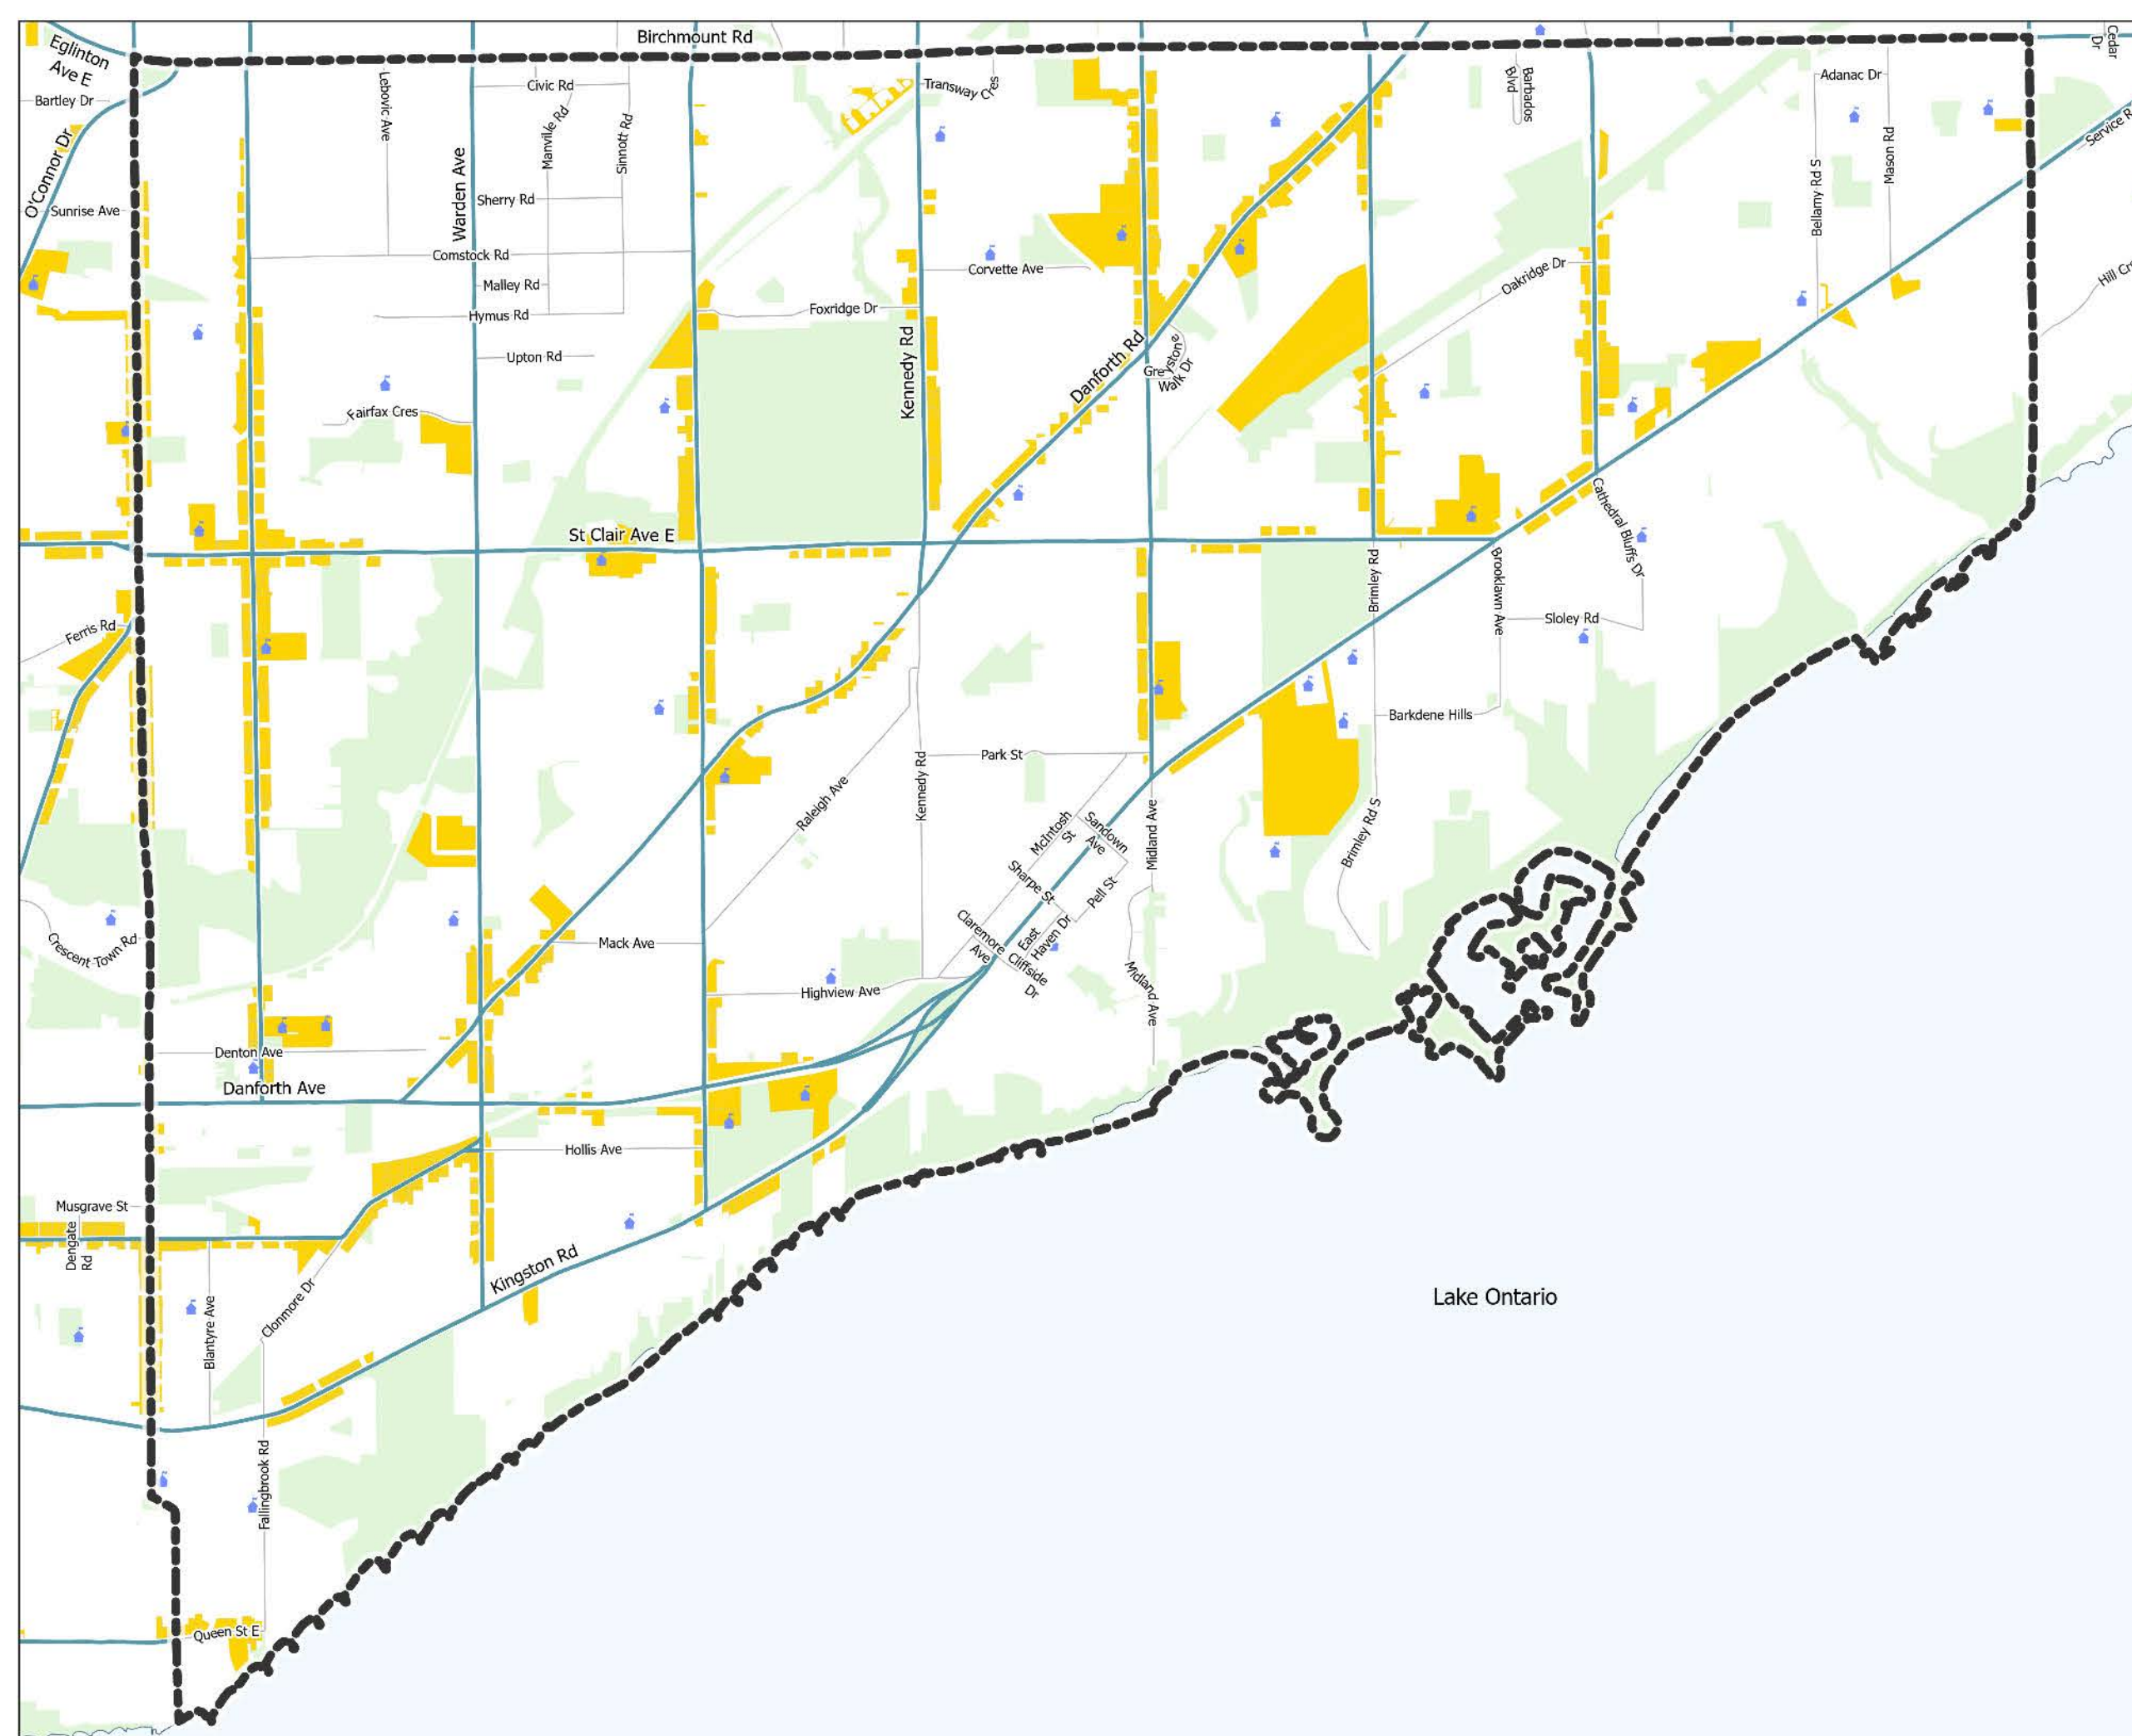 Birchmount Rd
Cedar
Dr
Eglinton
Ave E
Bartley Dr
Lebovic Ave
Civic Rd
Transway Cres
Barbados
Blvd
Adanac Dr
Manville Rd
Sinnott Rd
Service R
Mason Rd
O'Connor Dr
Warden Ave
Bellamy Rd S
Sunrise Ave
Sherry Rd
Comstock Rd
Corvette Ave
Oakridge Dr
Hill Cr
Malley Rd
Foxridge Dr
Hymus Rd
Upton Rd
Kennedy Rd
Danforth Rd
Greystone
Walk Dr
Fairfax Cres
St Clair Ave E
Cathedral Bluffs Dr
Brimley Rd
Brooklawn Ave
Ferris Rd
Sloley Rd
Barkdene Hills
Park St
Kennedy Rd
Raleigh Ave
McIntosh
St
Sandown
Ave
Midland Ave
Brimley Rd S
Sharpe St
Pell St
Crescent Town Rd
Mack Ave
Claremore
Ave
East
Haven Dr
Cliffside
Dr
Highview Ave
Midland Ave
Denton Ave
Danforth Ave
Hollis Ave
Musgrave St
Dengate
Rd
Kingston Rd
Blantyre Ave
Clonmore Dr
Lake Ontario
Fallingbrook Rd
Queen St E